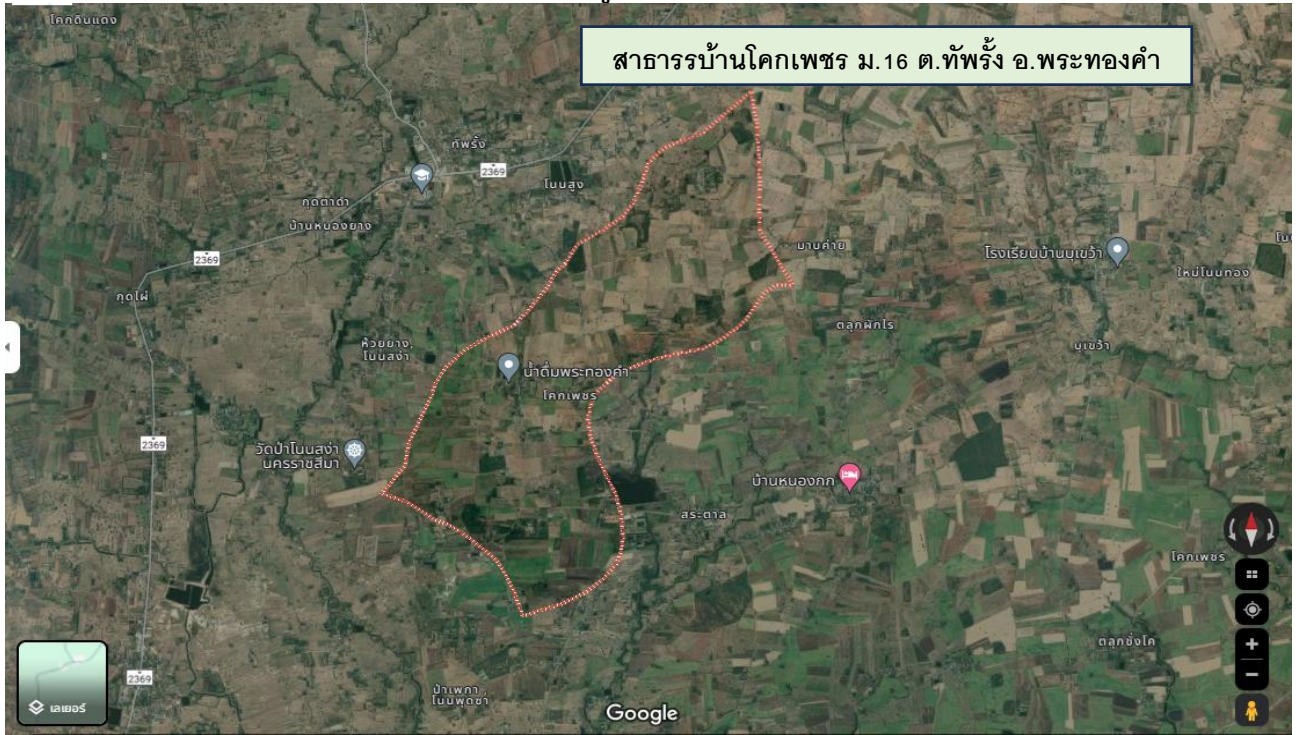 โคกดินแดง
สาธารรบ้านโคกเพชร ม.16 ต.ทัพรั้ง อ.พระทองคำ
ทัพรั้ง
2369
โนนสูง
กุดตาดำ
บ้านหนองยาง
2369
มาบค่าย
โรงเรียนบ้านบุเขว้า
ใหม่โนนทอง
กุดไผ่
ตลุกผักไร
ห้วยยาง,
โนนสง่า
บุเขว้า
น้ำดื่มพระทองคำ
โคกเพชร
2369
วัดป่าโนนสง่า
นครราชสีมา
บ้านหนองกก
สระตาล
โคกเพชร
ตลุกชั่งโค
2369
ป่าเพกา ,
โนนพุดซา
เลเยอร์
Google